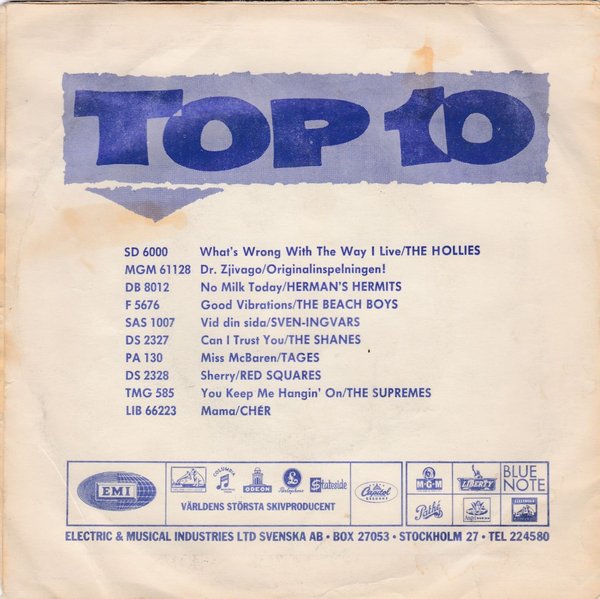 TOP 10
SD 6000 What's Wrong With The Way I Live/THE HOLLIES
MGM 61128 Dr. Zjivago/Originalinspelningen!
DB 8012 No Milk Today/HERMAN'S HERMITS
F 5676 Good Vibrations/THE BEACH BOYS
SAS 1007 Vid din sida/SVEN-INGVARS
DS 2327 Can I Trust You/THE SHANES
PA 130 Miss McBaren/TAGES
DS 2328 Sherry/RED SQUARES
TMG 585 You Keep Me Hangin' On/THE SUPREMES
LIB 66223 Mama/CHÉR
EMI
COLUMBIA
ODEON
Parlophone
Stateside
Capitol
RECORDS
M-G-M
LIBERTY
BLUE NOTE
Pathé
VÄRLDENS STÖRSTA SKIVPRODUCENT
ELECTRIC & MUSICAL INDUSTRIES LTD SVENSKA AB • BOX 27053 • STOCKHOLM 27 • TEL 224580